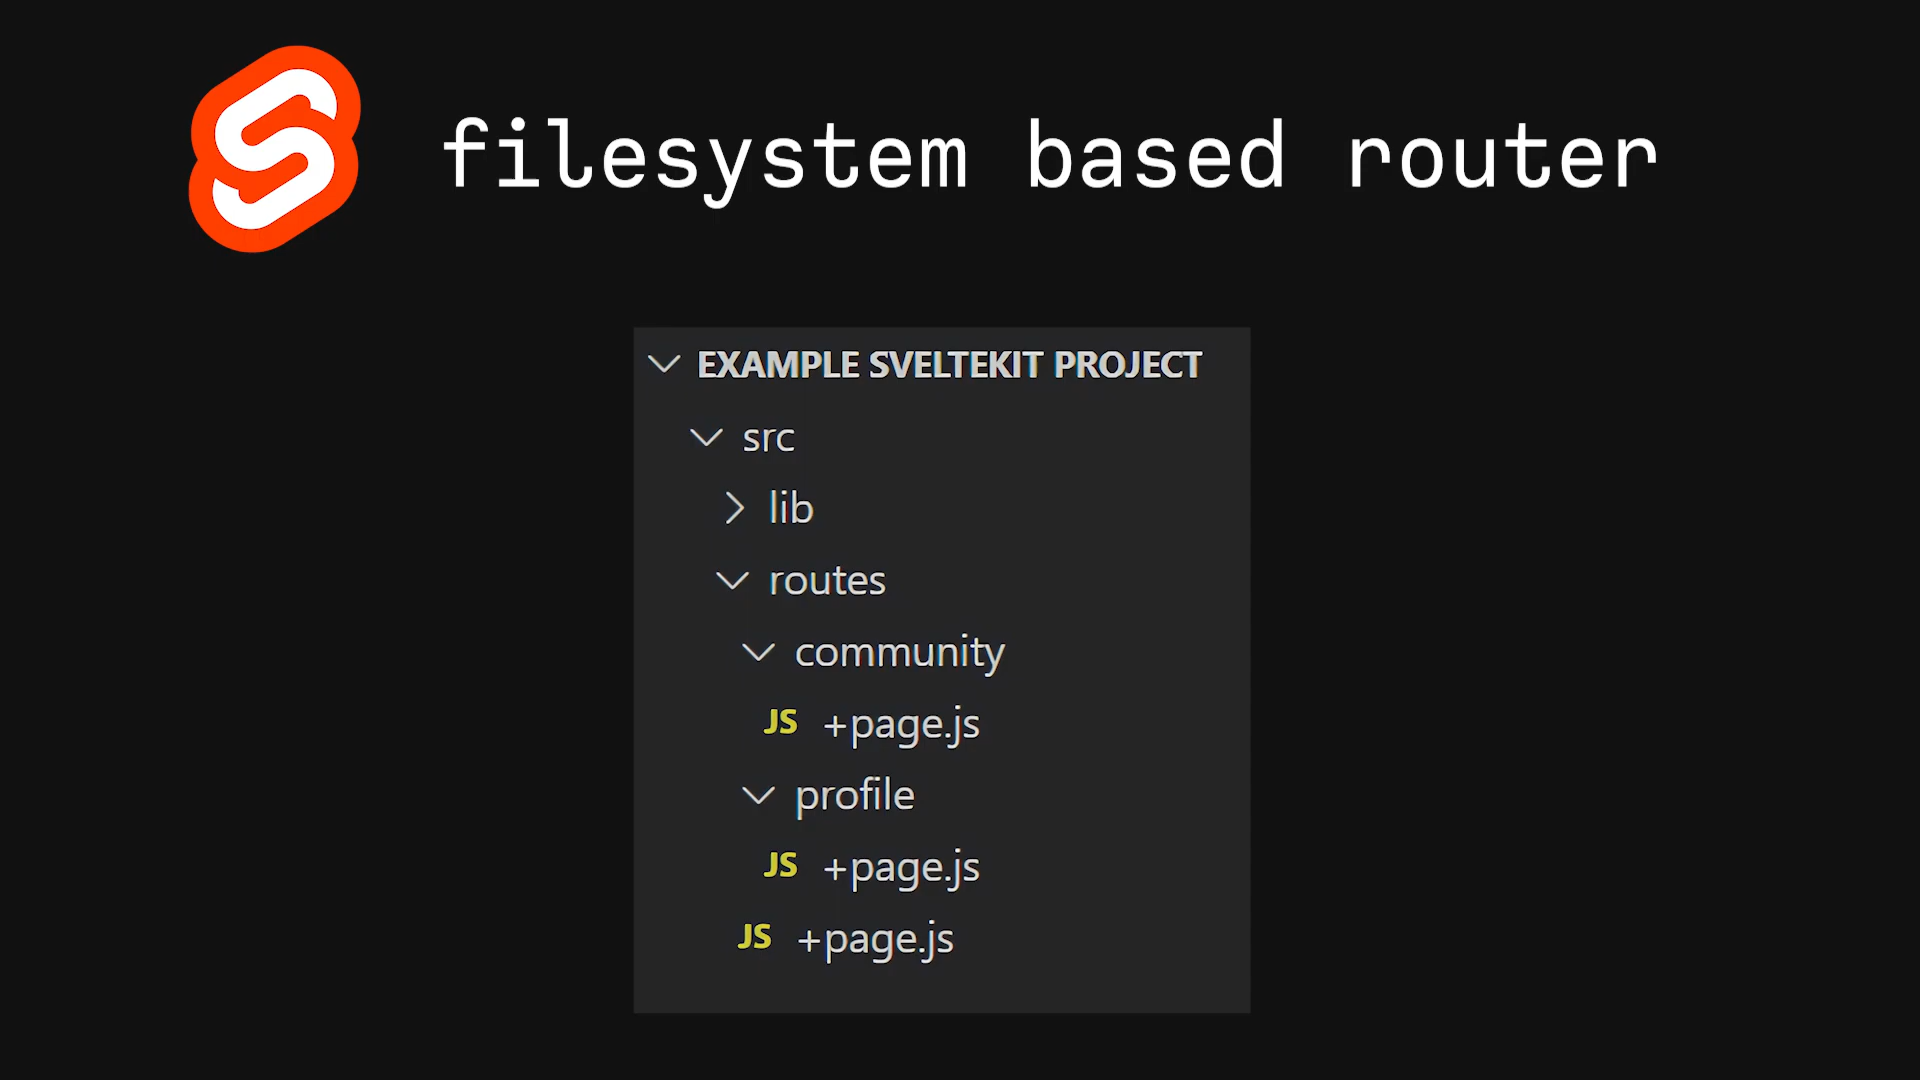 filesystem based router
EXAMPLE SVELTEKIT PROJECT
src
lib
routes
community
JS +page.js
profile
JS +page.js
JS +page.js